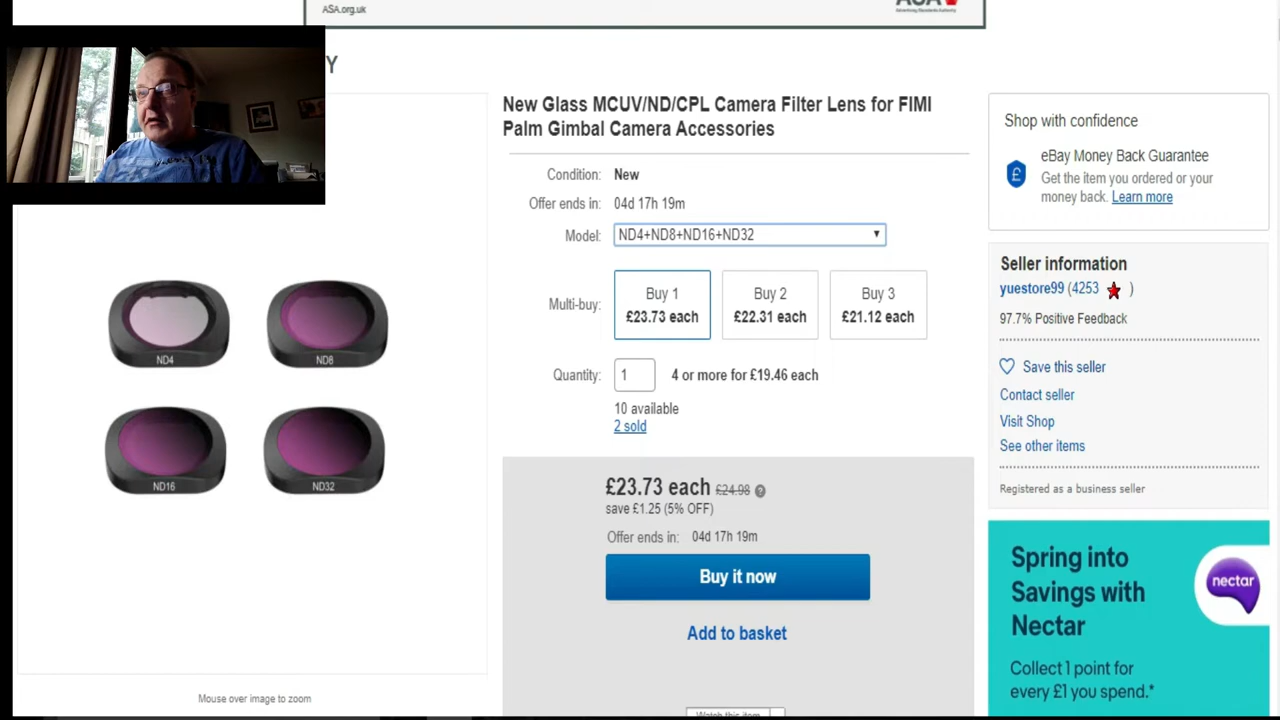 ASA.org.uk
ASA
Advertising Standards Authority
Y
New Glass MCUV/ND/CPL Camera Filter Lens for FIMI
Palm Gimbal Camera Accessories
Condition: New
Offer ends in: 04d 17h 19m
Model: ND4+ND8+ND16+ND32
Multi-buy:
Buy 1
£23.73 each
Buy 2
£22.31 each
Buy 3
£21.12 each
Quantity: 1 4 or more for £19.46 each
10 available
2 sold
£23.73 each £24.98
save £1.25 (5% OFF)
Offer ends in: 04d 17h 19m
Buy it now
Add to basket
Watch this item
ND4
ND8
ND16
ND32
Mouse over image to zoom
Shop with confidence
eBay Money Back Guarantee
£
Get the item you ordered or your
money back. Learn more
Seller information
yuestore99 (4253 )
97.7% Positive Feedback
Save this seller
Contact seller
Visit Shop
See other items
Registered as a business seller
Spring into
Savings with
Nectar
nectar
Collect 1 point for
every £1 you spend.*